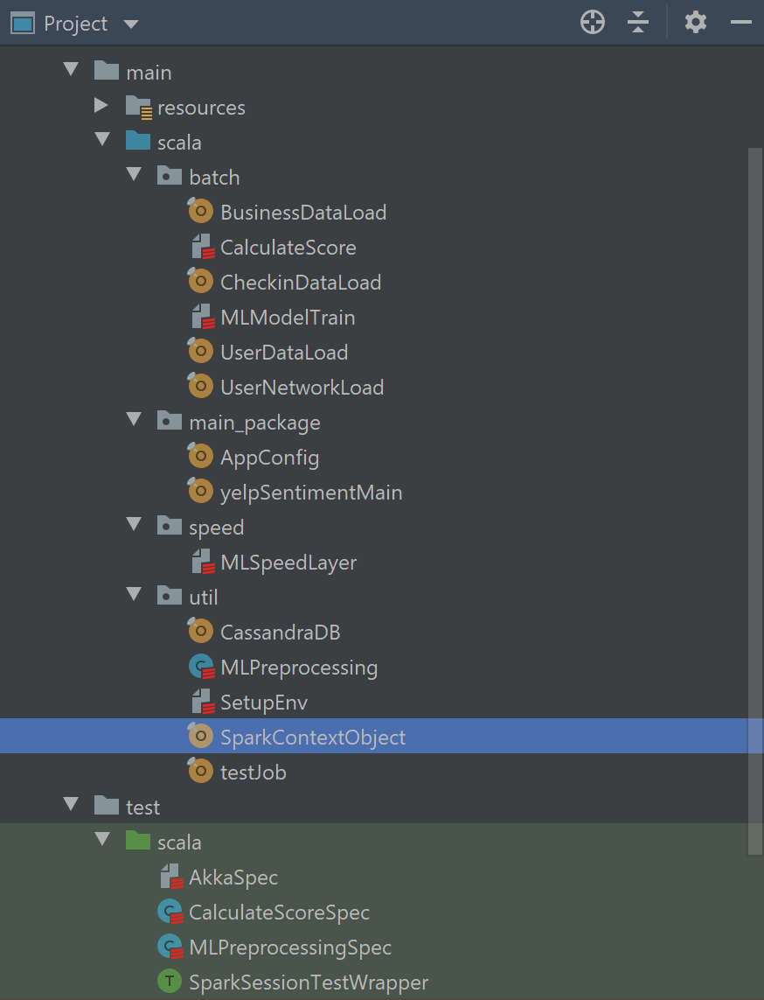 Project
main
resources
scala
batch
BusinessDataLoad
CalculateScore
CheckinDataLoad
MLModelTrain
UserDataLoad
UserNetworkLoad
main_package
AppConfig
yelpSentimentMain
speed
MLSpeedLayer
util
CassandraDB
MLPreprocessing
SetupEnv
SparkContextObject
testJob
test
scala
AkkaSpec
CalculateScoreSpec
MLPreprocessingSpec
SparkSessionTestWrapper